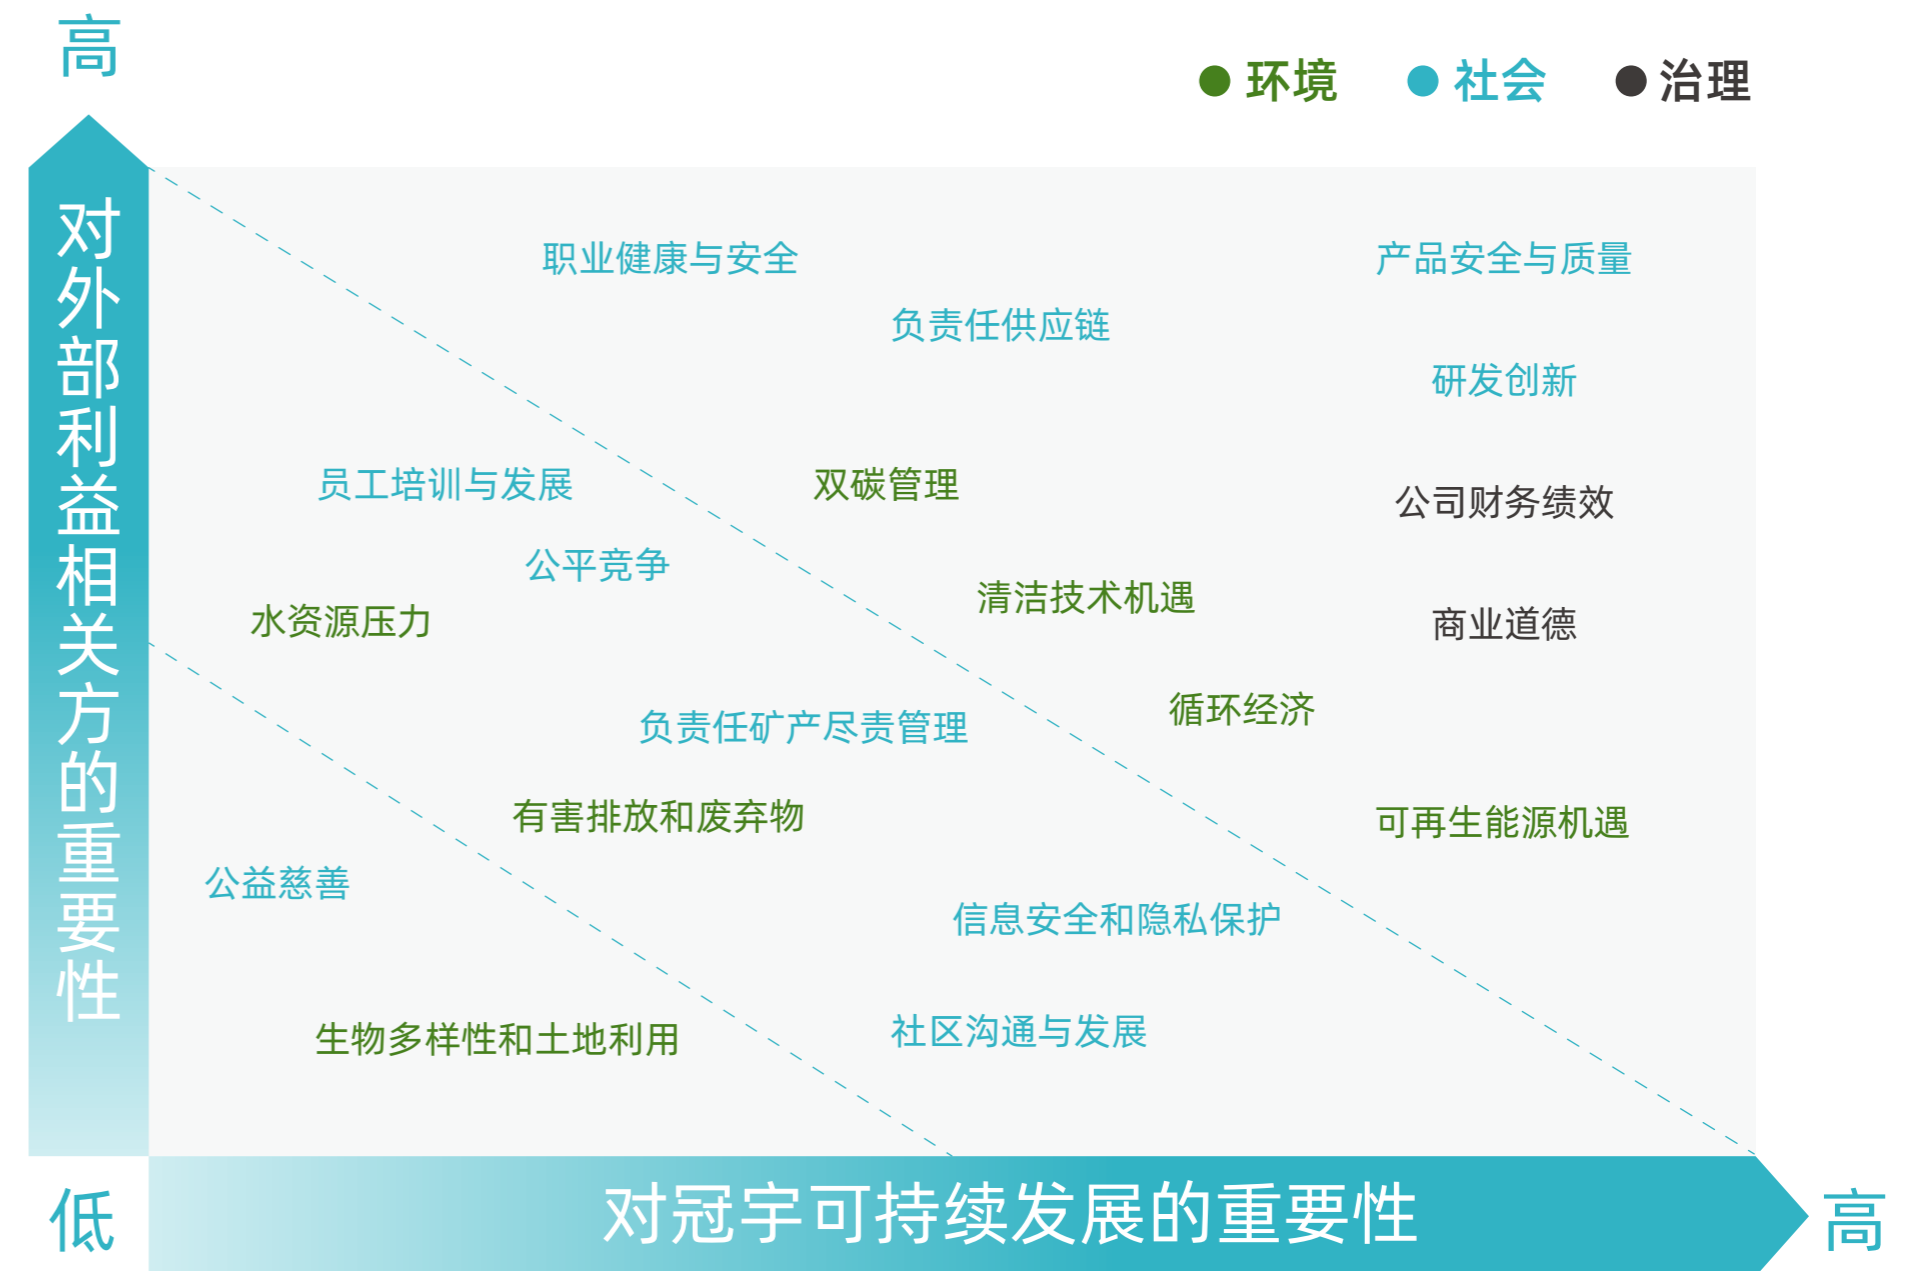 高
环境
社会
治理
对外部利益相关方的重要性
职业健康与安全
产品安全与质量
负责任供应链
研发创新
员工培训与发展
双碳管理
公司财务绩效
公平竞争
清洁技术机遇
水资源压力
商业道德
循环经济
负责任矿产尽责管理
有害排放和废弃物
可再生能源机遇
公益慈善
信息安全和隐私保护
社区沟通与发展
生物多样性和土地利用
低
对冠宇可持续发展的重要性
高